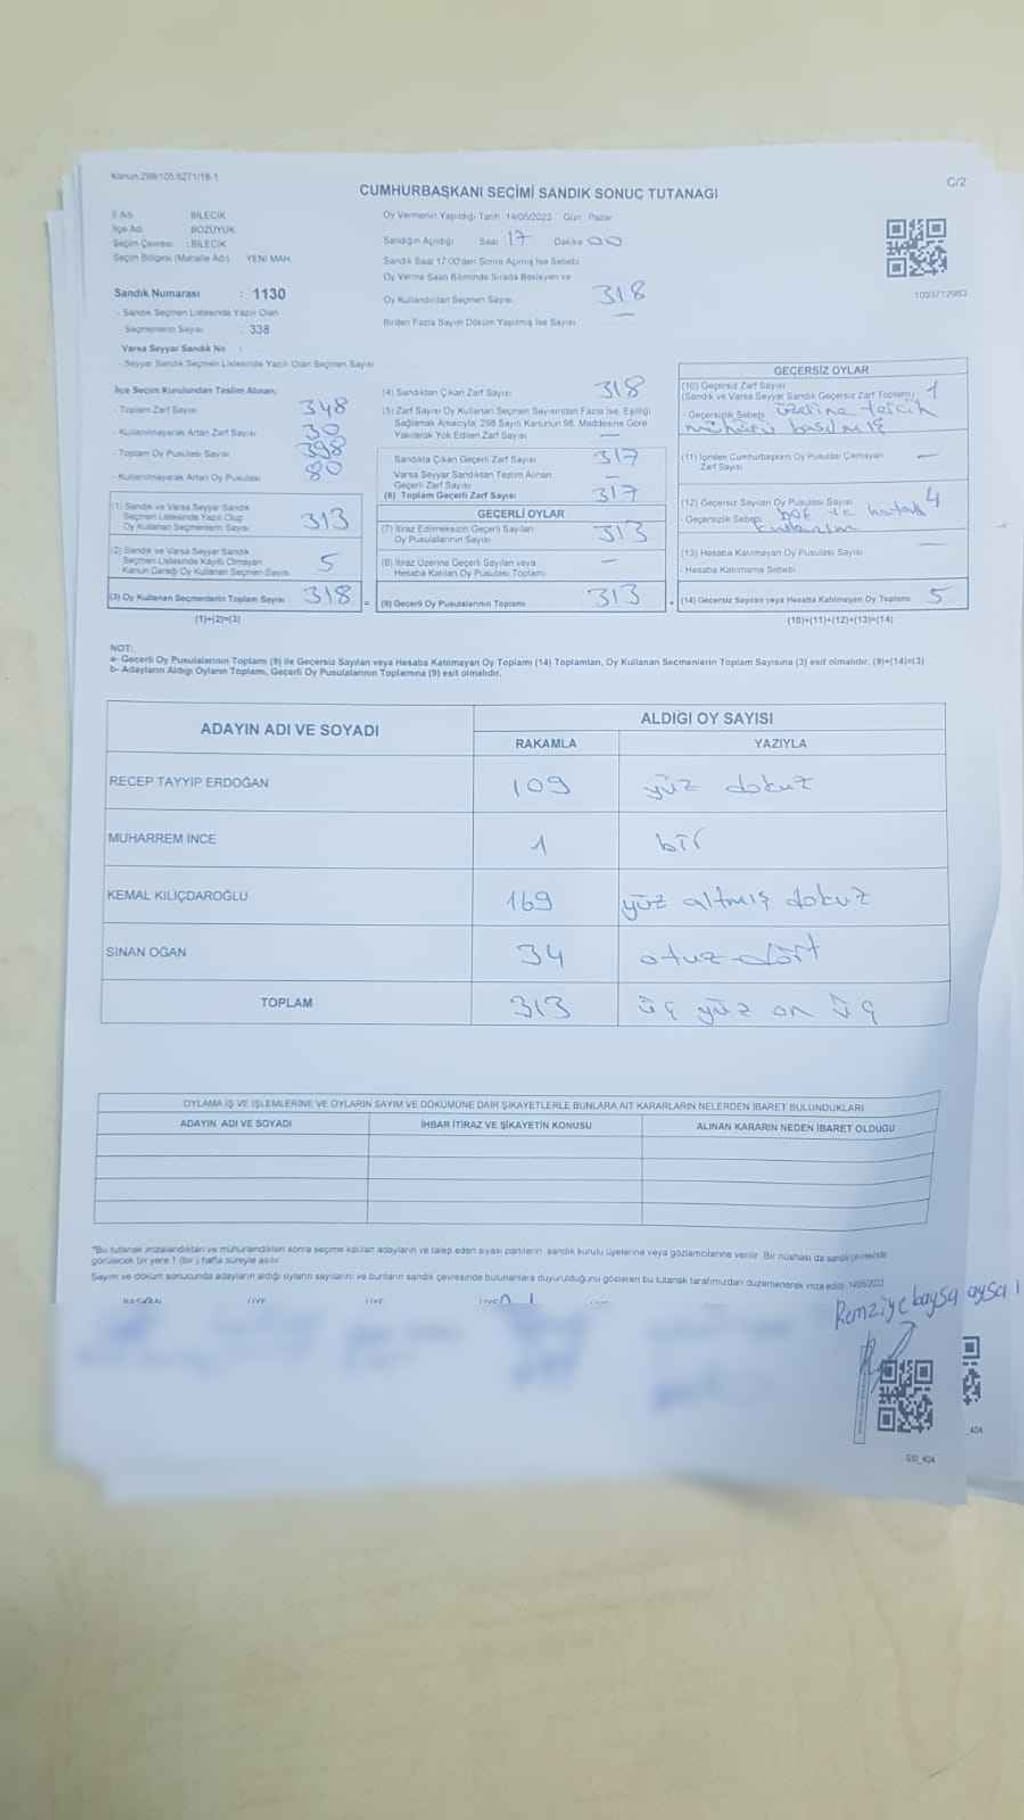 Kanun:298/105,6271/18-1
C/2
CUMHURBAŞKANI SEÇİMİ SANDIK SONUÇ TUTANAĞI
İl Adı : BİLECİK
İlçe Adı : BOZÜYÜK
Seçim Çevresi : BİLECİK
Seçim Bölgesi (Mahalle Adı) YENİ MAH.
Oy Vermenin Yapıldığı Tarih 14/05/2023 Gün: Pazar
Sandığın Açıldığı Saat 17 Dakika 00
Sandık Saat 17:00'den Sonra Açılmış İse Sebebi
Oy Verme Saati Bitiminde Sırada Bekleyen ve
Oy Kullandırılan Seçmen Sayısı 318
Birden Fazla Sayım Döküm Yapılmış İse Sayısı —
Sandık Numarası : 1130
- Sandık Seçmen Listesinde Yazılı Olan
Seçmenlerin Sayısı : 338
Varsa Seyyar Sandık No :
- Seyyar Sandık Seçmen Listesinde Yazılı Olan Seçmen Sayısı
İlçe Seçim Kurulundan Teslim Alınan;
- Toplam Zarf Sayısı 348
- Kullanılmayarak Artan Zarf Sayısı 30
- Toplam Oy Pusulası Sayısı 398
- Kullanılmayarak Artan Oy Pusulası 80
(1) Sandık ve Varsa Seyyar Sandık
Seçmen Listesinde Yazılı Olup
Oy Kullanan Seçmenlerin Sayısı 313
(2) Sandık ve Varsa Seyyar Sandık
Seçmen Listesinde Kayıtlı Olmayan
Kanun Gereği Oy Kullanan Seçmen Sayısı 5
(3) Oy Kullanan Seçmenlerin Toplam Sayısı 318
(1)+(2)=(3)
(4) Sandıktan Çıkan Zarf Sayısı 318
(5) Zarf Sayısı Oy Kullanan Seçmen Sayısından Fazla İse, Eşitliği
Sağlamak Amacıyla, 298 Sayılı Kanunun 98. Maddesine Göre
Yakılarak Yok Edilen Zarf Sayısı —
Sandıkta Çıkan Geçerli Zarf Sayısı 317
Varsa Seyyar Sandıktan Teslim Alınan
Geçerli Zarf Sayısı —
(6) Toplam Geçerli Zarf Sayısı 317
GEÇERLİ OYLAR
(7) İtiraz Edilmeksizin Geçerli Sayılan
Oy Pusulalarının Sayısı 313
(8) İtiraz Üzerine Geçerli Sayılan veya
Hesaba Katılan Oy Pusulası Toplamı —
= (9) Geçerli Oy Pusulalarının Toplamı 313
GEÇERSİZ OYLAR
(10) Geçersiz Zarf Sayısı
(Sandık ve Varsa Seyyar Sandık Geçersiz Zarf Toplamı) 1
- Geçersizlik Sebebi üzerine tercih
mühürü basılmış
(11) İçinden Cumhurbaşkanı Oy Pusulası Çıkmayan
Zarf Sayısı —
(12) Geçersiz Sayılan Oy Pusulası Sayısı 4
- Geçersizlik Sebebi
(13) Hesaba Katılmayan Oy Pusulası Sayısı —
- Hesaba Katılmama Sebebi
+ (14) Geçersiz Sayılan veya Hesaba Katılmayan Oy Toplamı 5
(10)+(11)+(12)+(13)=(14)
NOT:
a- Geçerli Oy Pusulalarının Toplamı (9) ile Geçersiz Sayılan veya Hesaba Katılmayan Oy Toplamı (14) Toplamları, Oy Kullanan Seçmenlerin Toplam Sayısına (3) eşit olmalıdır. (9)+(14)=(3)
b- Adayların Aldığı Oyların Toplamı, Geçerli Oy Pusulalarının Toplamına (9) eşit olmalıdır.
ADAYIN ADI VE SOYADI
ALDIĞI OY SAYISI
RAKAMLA YAZIYLA
RECEP TAYYİP ERDOĞAN 109 yüz dokuz
MUHARREM İNCE 1 bir
KEMAL KILIÇDAROĞLU 169 yüz altmış dokuz
SİNAN OĞAN 34 otuz dört
TOPLAM 313 üç yüz on üç
OYLAMA İŞ VE İŞLEMLERİNE VE OYLARIN SAYIM VE DÖKÜMÜNE DAİR ŞİKAYETLERLE BUNLARA AİT KARARLARIN NELERDEN İBARET BULUNDUKLARI
ADAYIN ADI VE SOYADI İHBAR İTİRAZ VE ŞİKAYETİN KONUSU ALINAN KARARIN NEDEN İBARET OLDUĞU
"Bu tutanak imzalandıktan ve mühürlendikten sonra seçime katılan adayların ve talep eden siyasi partilerin, sandık kurulu üyelerine veya gözlemcilerine verilir. Bir nüshası da sandık çevresinde
görülecek bir yere 1 (bir) hafta süreyle asılır.
Sayım ve döküm sonucunda adayların aldığı oyların sayılarını ve bunların sandık çevresinde bulunanlara duyurulduğunu gösteren bu tutanak tarafımızdan düzenlenerek imza edildi. 14/05/2023
BAŞKAN ÜYE ÜYE
Remziye baysa